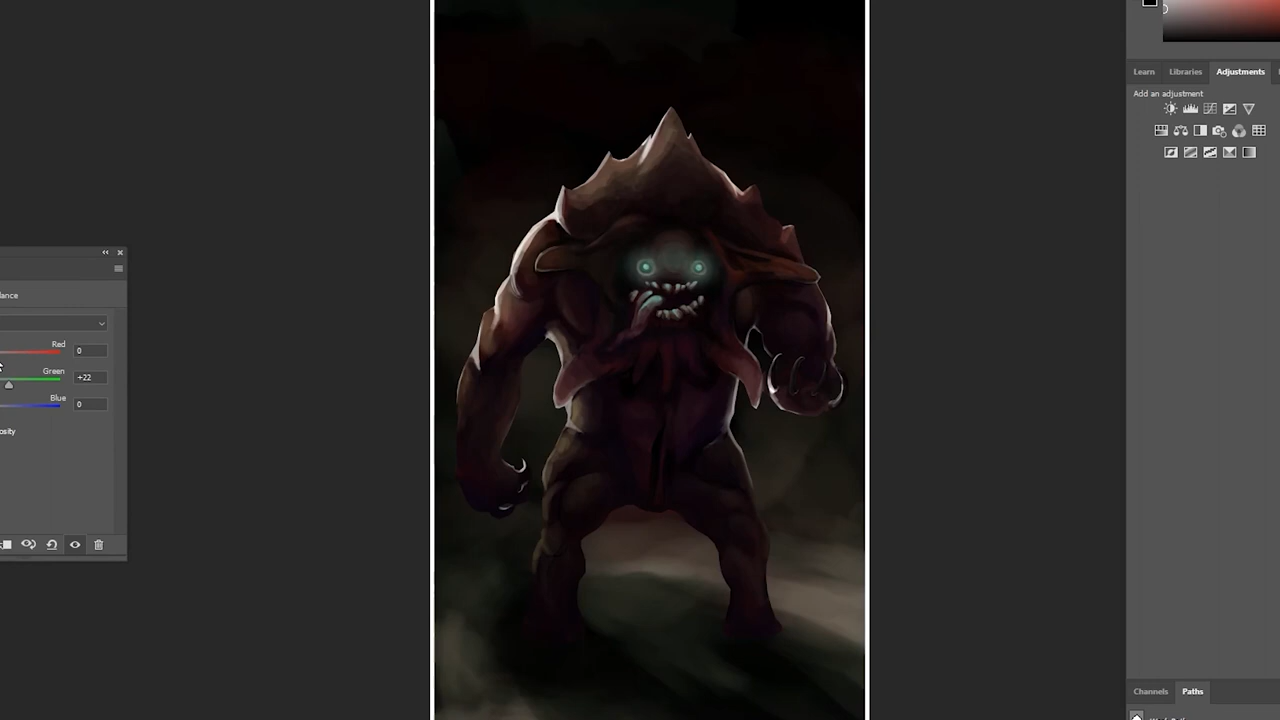 Learn Libraries Adjustments
Add an adjustment
lance
Red 0
Green +22
Blue 0
osity
Channels Paths